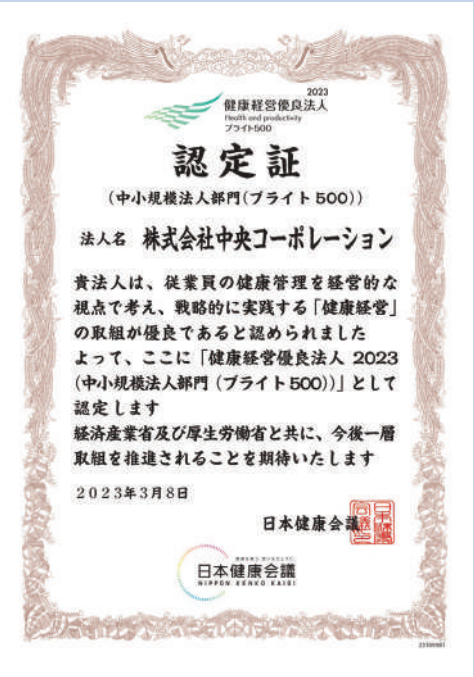 2023
健康経営優良法人
Health and productivity
ブライト500
認定証
(中小規模法人部門(ブライト500))
法人名 株式会社中央コーポレーション
貴法人は、従業員の健康管理を経営的な
視点で考え、戦略的に実践する「健康経営」
の取組が優良であると認められました
よって、ここに「健康経営優良法人 2023
(中小規模法人部門(ブライト500))」として
認定します
経済産業省及び厚生労働省と共に、今後一層
取組を推進されることを期待いたします
2023年3月8日
日本健康会議
日本健康会議
NIPPON KENKO KAIGI